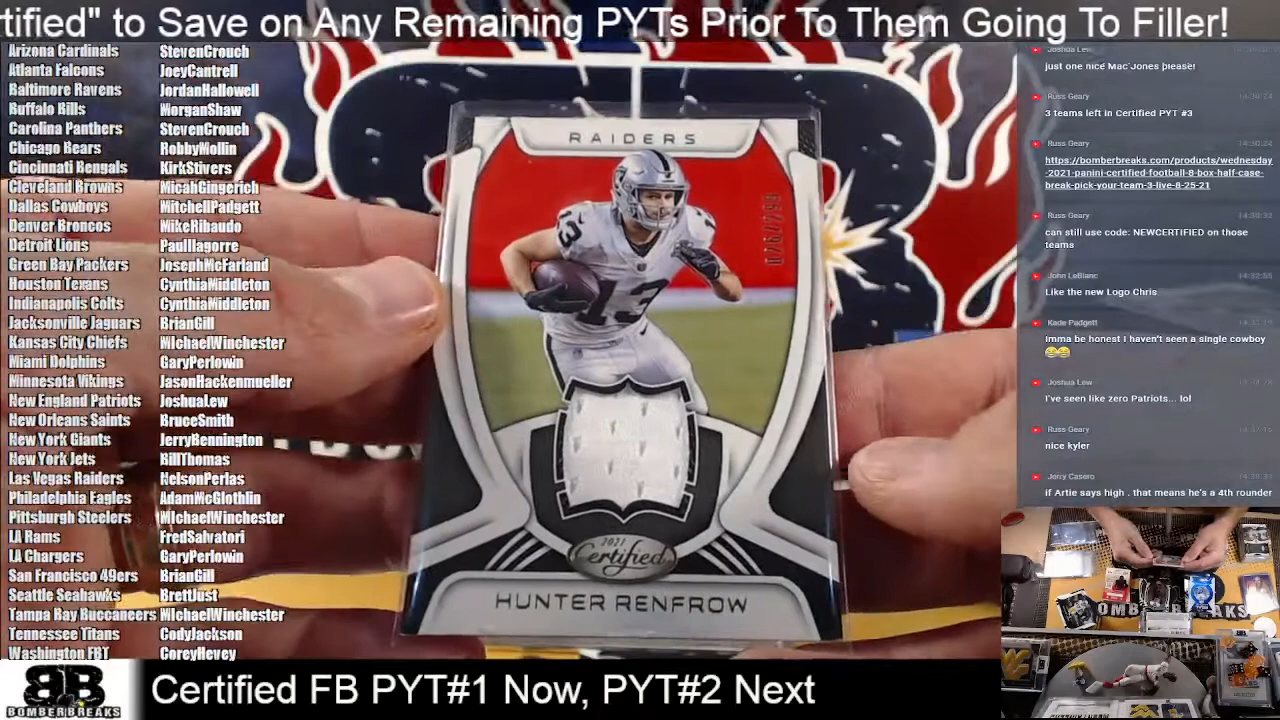 tified" to Save on Any Remaining PYTs Prior To Them Going To Filler!
Arizona Cardinals StevenCrouch
Atlanta Falcons JoeyCantrell
Baltimore Ravens JordanHallowell
Buffalo Bills MorganShaw
Carolina Panthers StevenCrouch
Chicago Bears RobbyMollin
Cincinnati Bengals KirkStivers
Cleveland Browns MicahGingerich
Dallas Cowboys MitchellPadgett
Denver Broncos MikeRibaudo
Detroit Lions PaulIagorre
Green Bay Packers JosephMcFarland
Houston Texans CynthiaMiddleton
Indianapolis Colts CynthiaMiddleton
Jacksonville Jaguars BrianGill
Kansas City Chiefs MIchaelWinchester
Miami Dolphins GaryPerlowin
Minnesota Vikings JasonHackenmueller
New England Patriots JoshuaLew
New Orleans Saints BruceSmith
New York Giants JerryBennington
New York Jets BillThomas
Las Vegas Raiders NelsonPerlas
Philadelphia Eagles AdamMcGlothlin
Pittsburgh Steelers MIchaelWinchester
LA Rams FredSalvatori
LA Chargers GaryPerlowin
San Francisco 49ers BrianGill
Seattle Seahawks BrettJust
Tampa Bay Buccaneers MIchaelWinchester
Tennessee Titans CodyJackson
Washington FBT CoreyHevey
RAIDERS
13
13
2021
Certified
HUNTER RENFROW
Joshua Lew
just one nice Mac Jones please!
Russ Geary
3 teams left in Certified PYT #3
Russ Geary
https://bomberbreaks.com/products/wednesday
-2021-panini-certified-football-8-box-half-case-
break-pick-your-team-3-live-8-25-21
Russ Geary
can still use code: NEWCERTIFIED on those
teams
John LeBlanc
Like the new Logo Chris
Kade Padgett
imma be honest I haven't seen a single cowboy
😂😂
Joshua Lew
I've seen like zero Patriots... lol
Russ Geary
nice kyler
Jerry Casero
if Artie says high . that means he's a 4th rounder
BOMBERBREAKS
BB
BOMBERBREAKS
Certified FB PYT#1 Now, PYT#2 Next